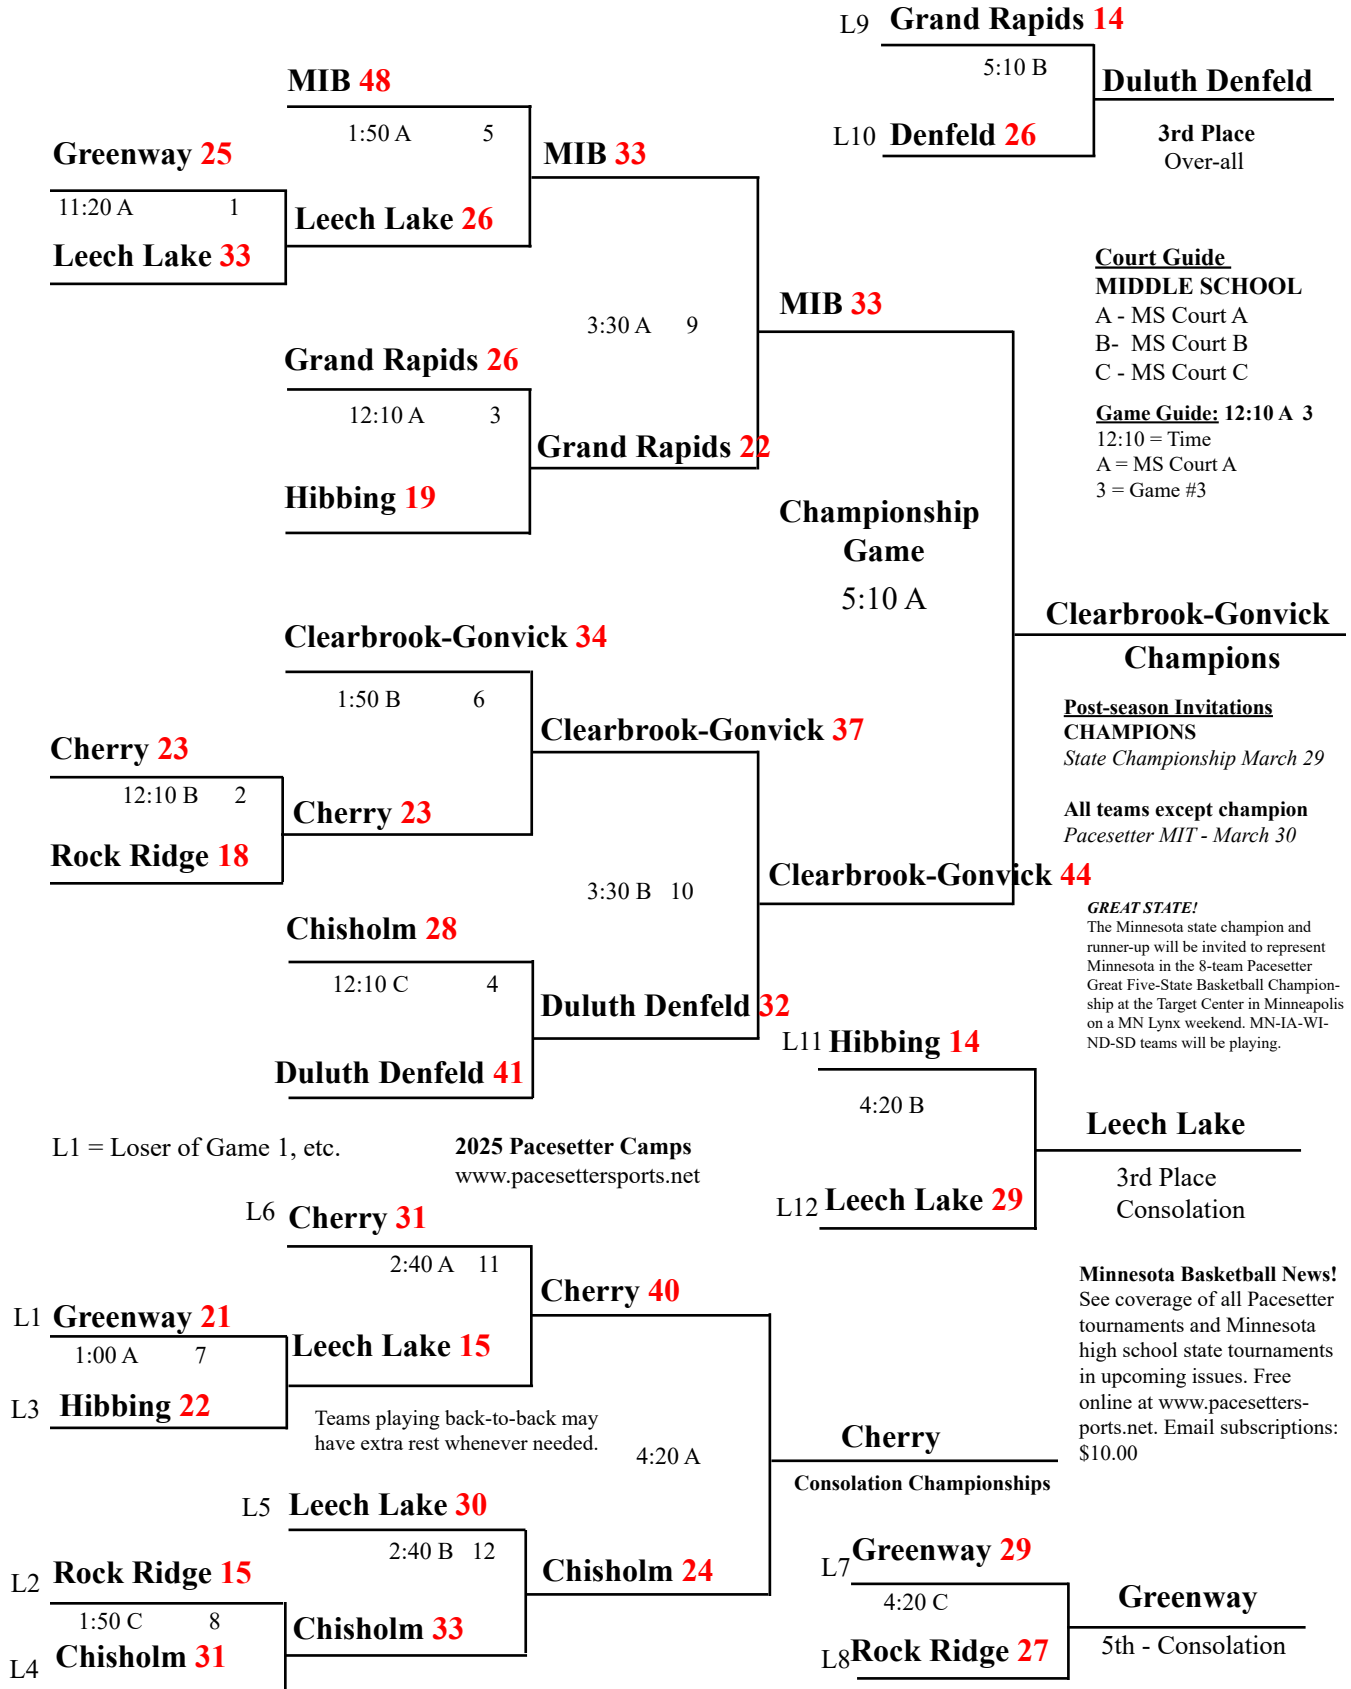 L9 Grand Rapids 14
5:10 B
Duluth Denfeld
L10 Denfeld 26
3rd Place
Over-all
MIB 48
1:50 A 5
Greenway 25
11:20 A 1
Leech Lake 33
Leech Lake 26
MIB 33
3:30 A 9
Grand Rapids 26
12:10 A 3
Hibbing 19
Grand Rapids 22
MIB 33
Championship
Game
5:10 A
Court Guide
MIDDLE SCHOOL
A - MS Court A
B- MS Court B
C - MS Court C
Game Guide: 12:10 A 3
12:10 = Time
A = MS Court A
3 = Game #3
Clearbrook-Gonvick
Champions
Clearbrook-Gonvick 34
1:50 B 6
Cherry 23
12:10 B 2
Rock Ridge 18
Cherry 23
Clearbrook-Gonvick 37
3:30 B 10
Chisholm 28
12:10 C 4
Duluth Denfeld 41
Duluth Denfeld 32
Clearbrook-Gonvick 44
Post-season Invitations
CHAMPIONS
State Championship March 29
All teams except champion
Pacesetter MIT - March 30
GREAT STATE!
The Minnesota state champion and
runner-up will be invited to represent
Minnesota in the 8-team Pacesetter
Great Five-State Basketball Champion-
ship at the Target Center in Minneapolis
on a MN Lynx weekend. MN-IA-WI-
ND-SD teams will be playing.
L11 Hibbing 14
4:20 B
L12 Leech Lake 29
Leech Lake
3rd Place
Consolation
L1 = Loser of Game 1, etc.
2025 Pacesetter Camps
www.pacesettersports.net
L6 Cherry 31
2:40 A 11
L1 Greenway 21
1:00 A 7
L3 Hibbing 22
Leech Lake 15
Cherry 40
Teams playing back-to-back may
have extra rest whenever needed.
4:20 A
Cherry
Consolation Championships
L5 Leech Lake 30
2:40 B 12
L2 Rock Ridge 15
1:50 C 8
L4 Chisholm 31
Chisholm 33
Chisholm 24
Minnesota Basketball News!
See coverage of all Pacesetter
tournaments and Minnesota
high school state tournaments
in upcoming issues. Free
online at www.pacesetters-
ports.net. Email subscriptions:
$10.00
L7 Greenway 29
4:20 C
L8 Rock Ridge 27
Greenway
5th - Consolation